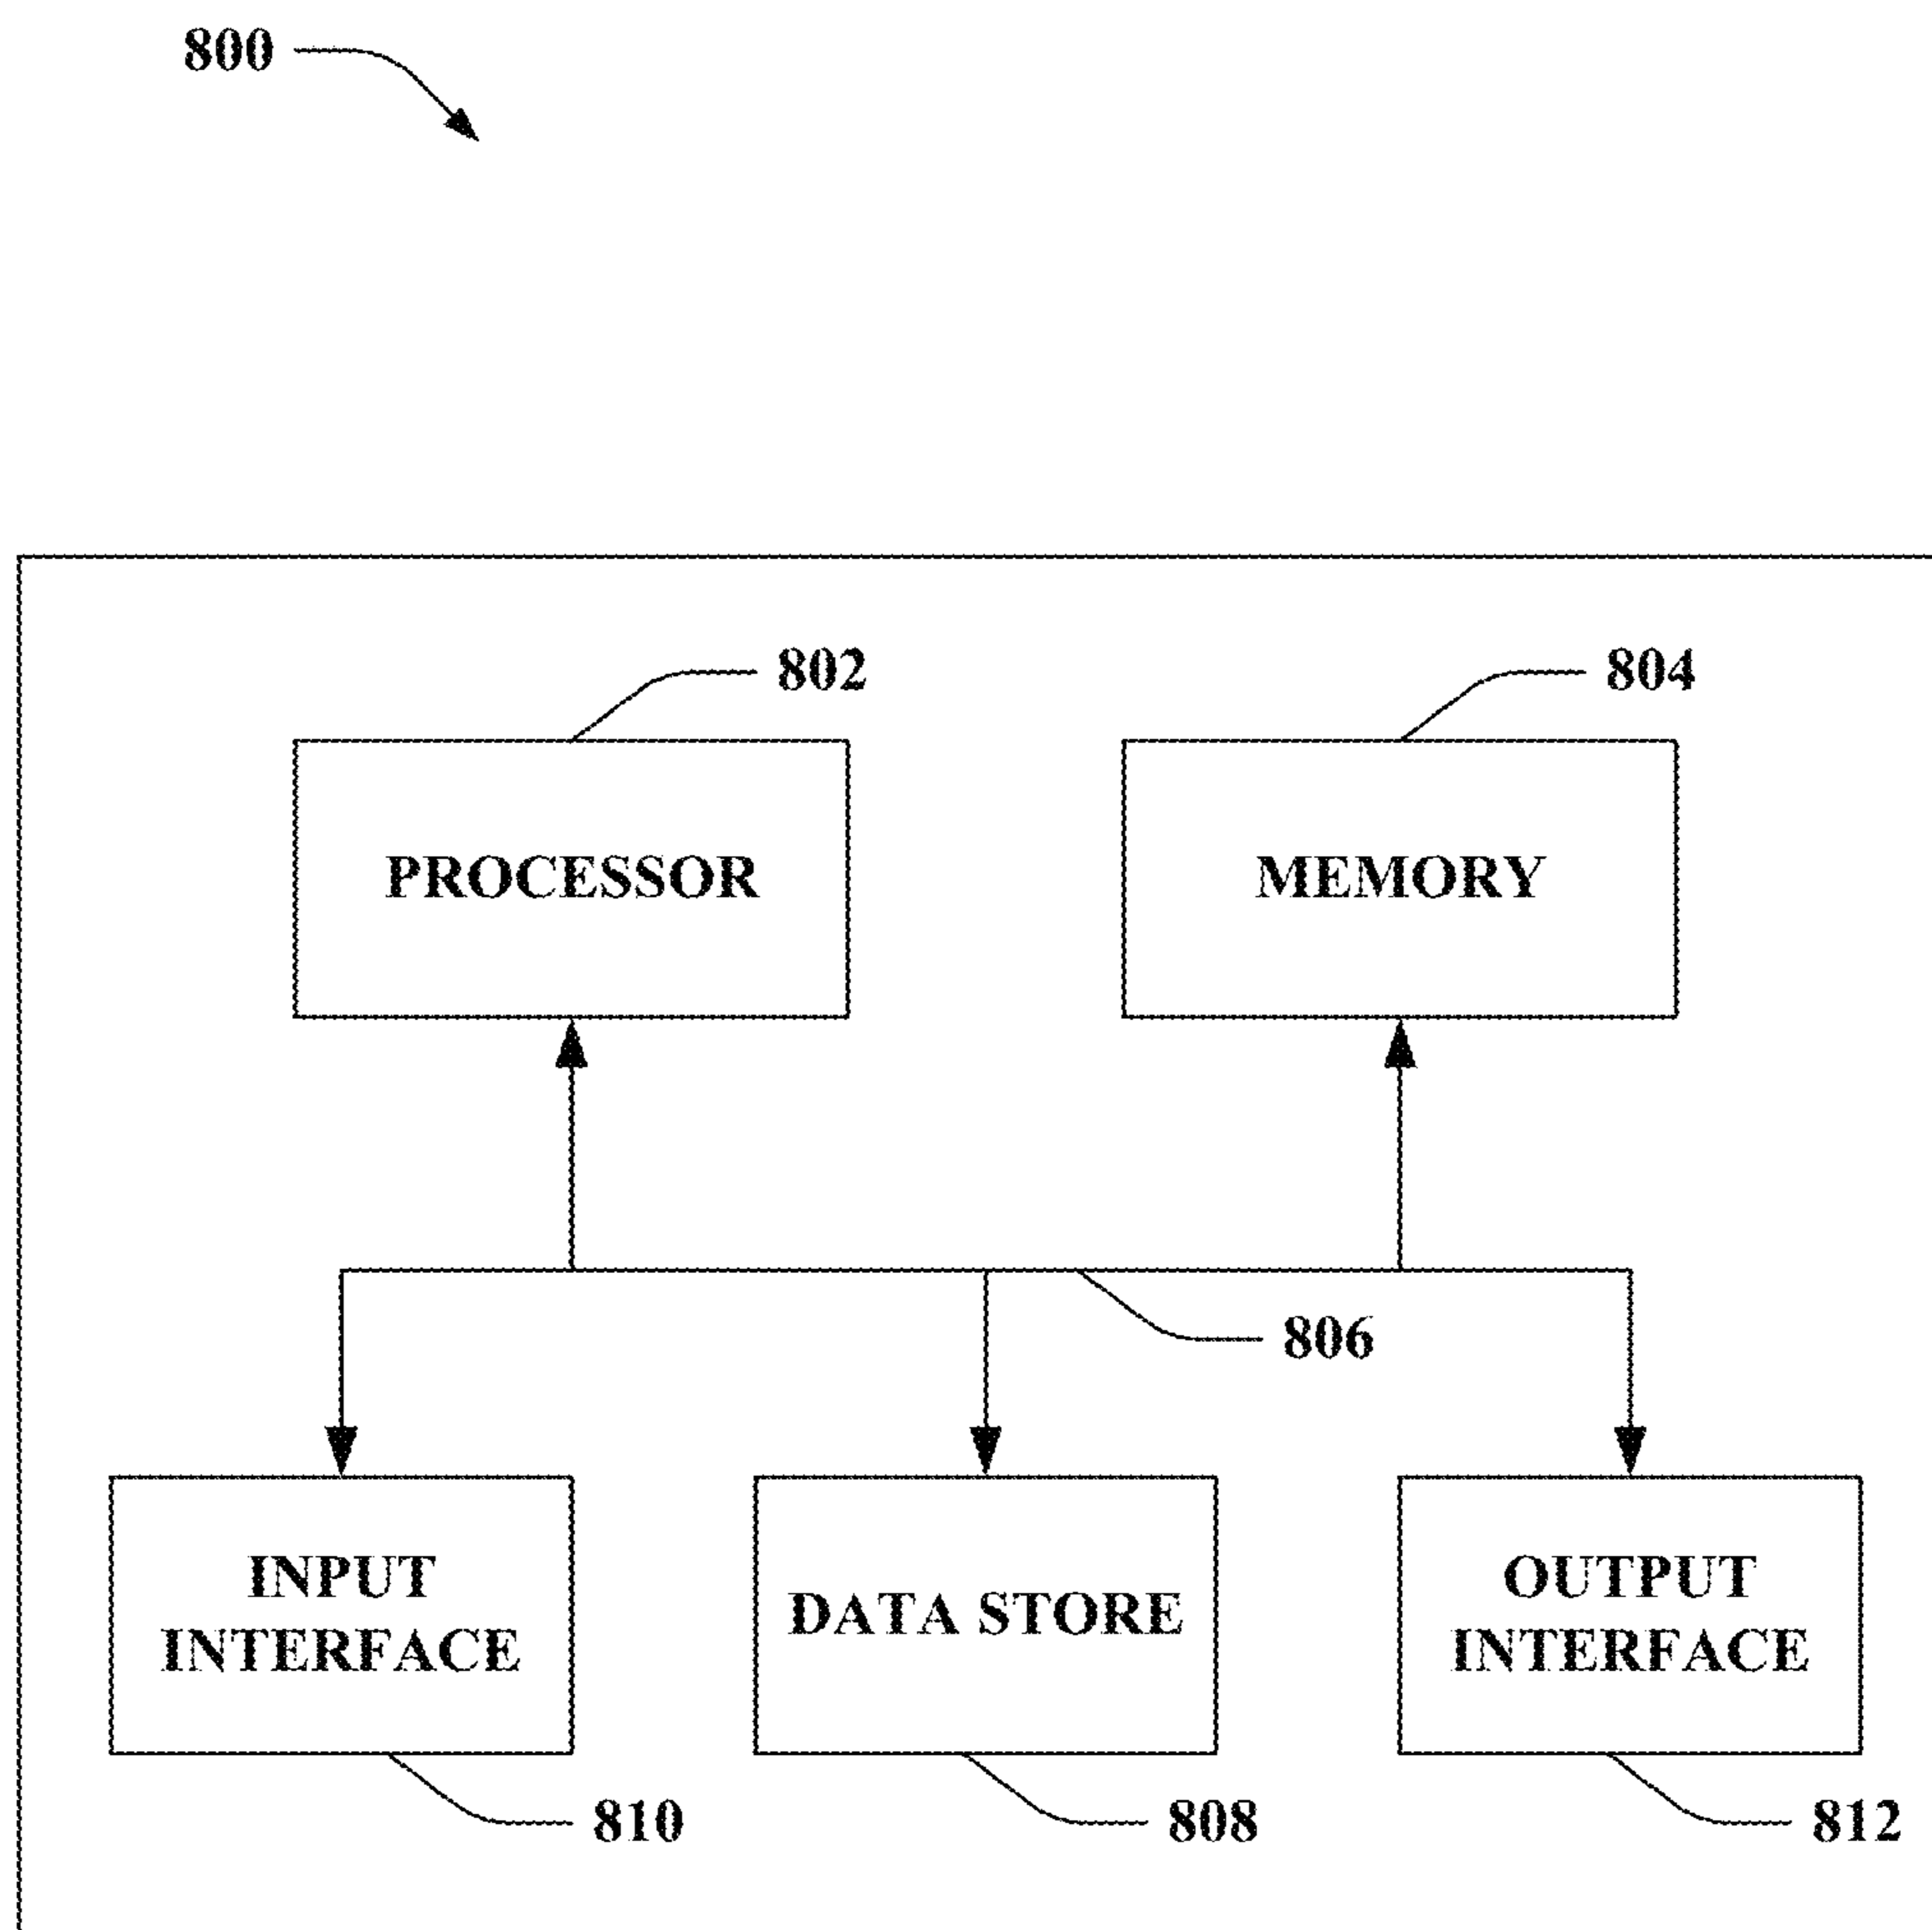 800
802
804
PROCESSOR
MEMORY
806
INPUT
INTERFACE
DATA STORE
OUTPUT
INTERFACE
810
808
812